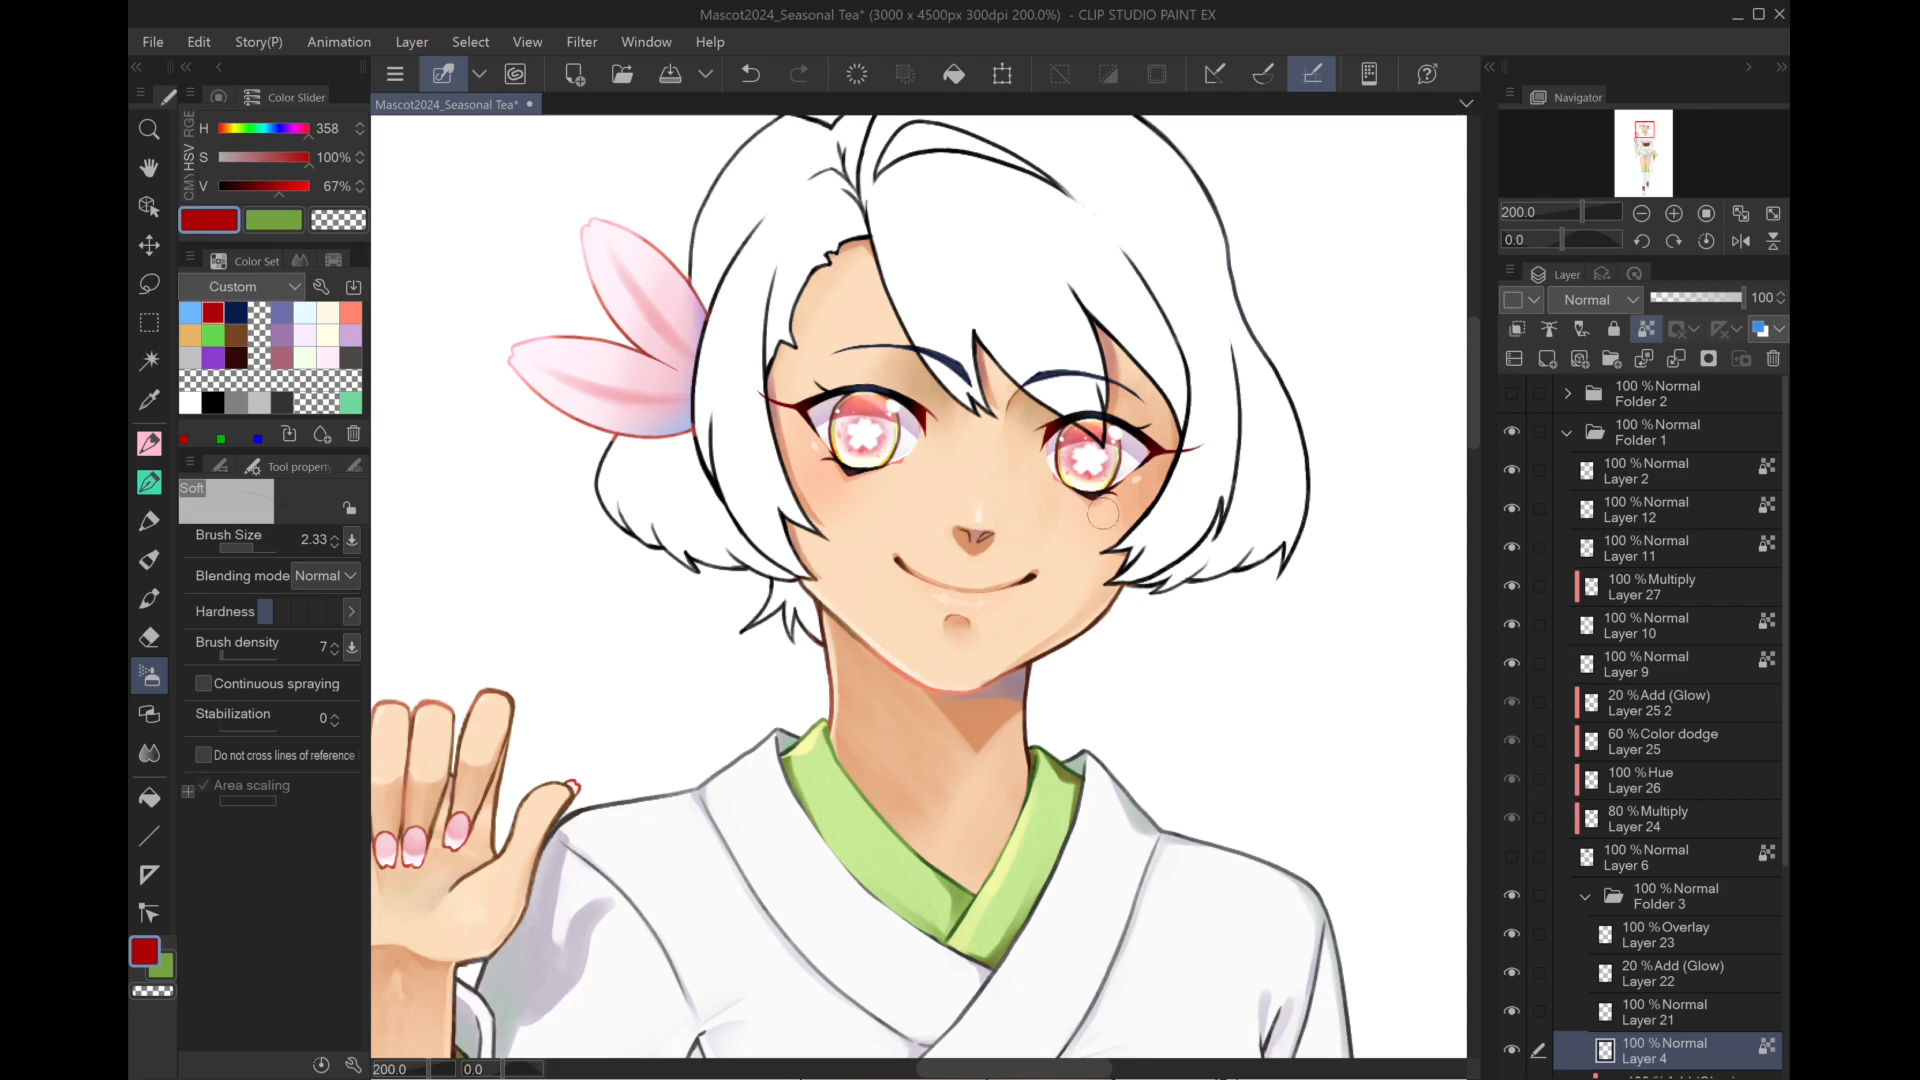 Mascot2024_Seasonal Tea* (3000 x 4500px 300dpi 200.0%)  - CLIP STUDIO PAINT EX
File Edit Story(P) Animation Layer Select View Filter Window Help
Mascot2024_Seasonal Tea*
Color Slider
RGB
HSV
H 358
S 100%
V 67%
Color Set
Custom
Tool property
Soft
Brush Size 2.33
Blending mode Normal
Hardness
Brush density 7
Continuous spraying
Stabilization 0
Do not cross lines of reference
Area scaling
200.0 0.0
Navigator
200.0
0.0
Layer
Normal 100
100 %Normal
Folder 2
100 %Normal
Folder 1
100 %Normal
Layer 2
100 %Normal
Layer 12
100 %Normal
Layer 11
100 %Multiply
Layer 27
100 %Normal
Layer 10
100 %Normal
Layer 9
20 %Add (Glow)
Layer 25 2
60 %Color dodge
Layer 25
100 %Hue
Layer 26
80 %Multiply
Layer 24
100 %Normal
Layer 6
100 %Normal
Folder 3
100 %Overlay
Layer 23
20 %Add (Glow)
Layer 22
100 %Normal
Layer 21
100 %Normal
Layer 4